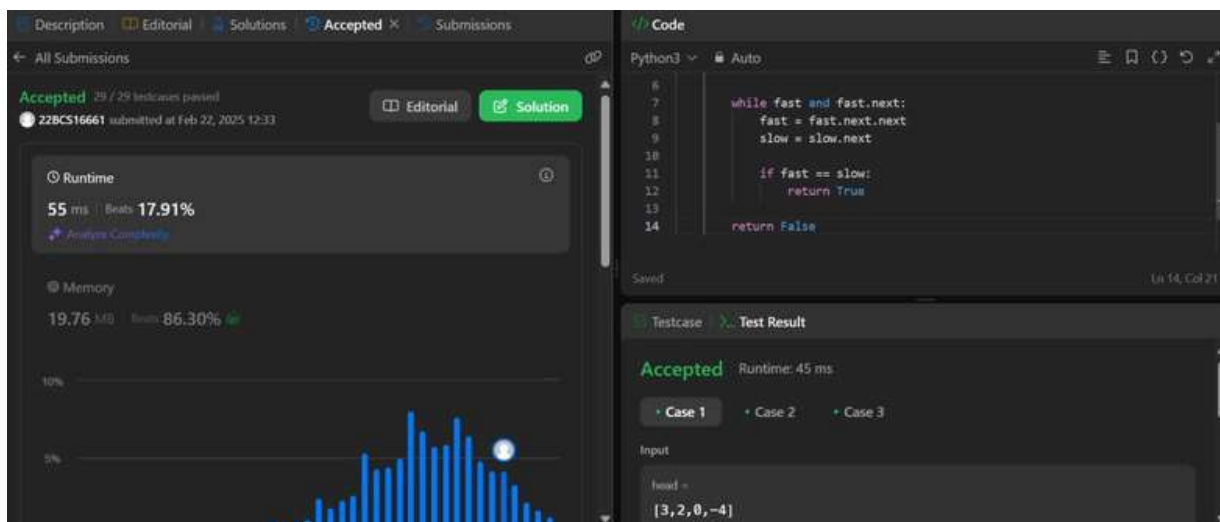 Description Editorial Solutions Accepted × Submissions
← All Submissions
Accepted 29 / 29 testcases passed
22BCS16661 submitted at Feb 22, 2025 12:33
Editorial
Solution
Runtime
55 ms | Beats 17.91%
Analyze Complexity
Memory
19.76 MB | Beats 86.30%
10%
5%
</> Code
Python3 Auto
6
7 while fast and fast.next:
8 fast = fast.next.next
9 slow = slow.next
10
11 if fast == slow:
12 return True
13
14 return False
Saved
Ln 14, Col 21
Testcase >_ Test Result
Accepted Runtime: 45 ms
• Case 1 • Case 2 • Case 3
Input
head =
[3,2,0,-4]